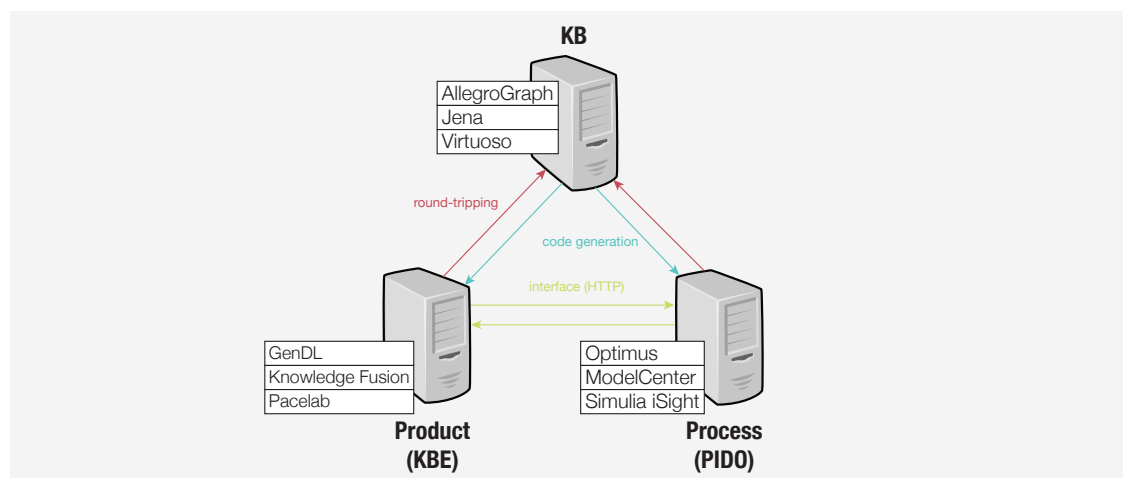 KB
AllegroGraph
Jena
Virtuoso
round-tripping
code generation
interface (HTTP)
GenDL
Knowledge Fusion
Pacelab
Optimus
ModelCenter
Simulia iSight
Product
(KBE)
Process
(PIDO)